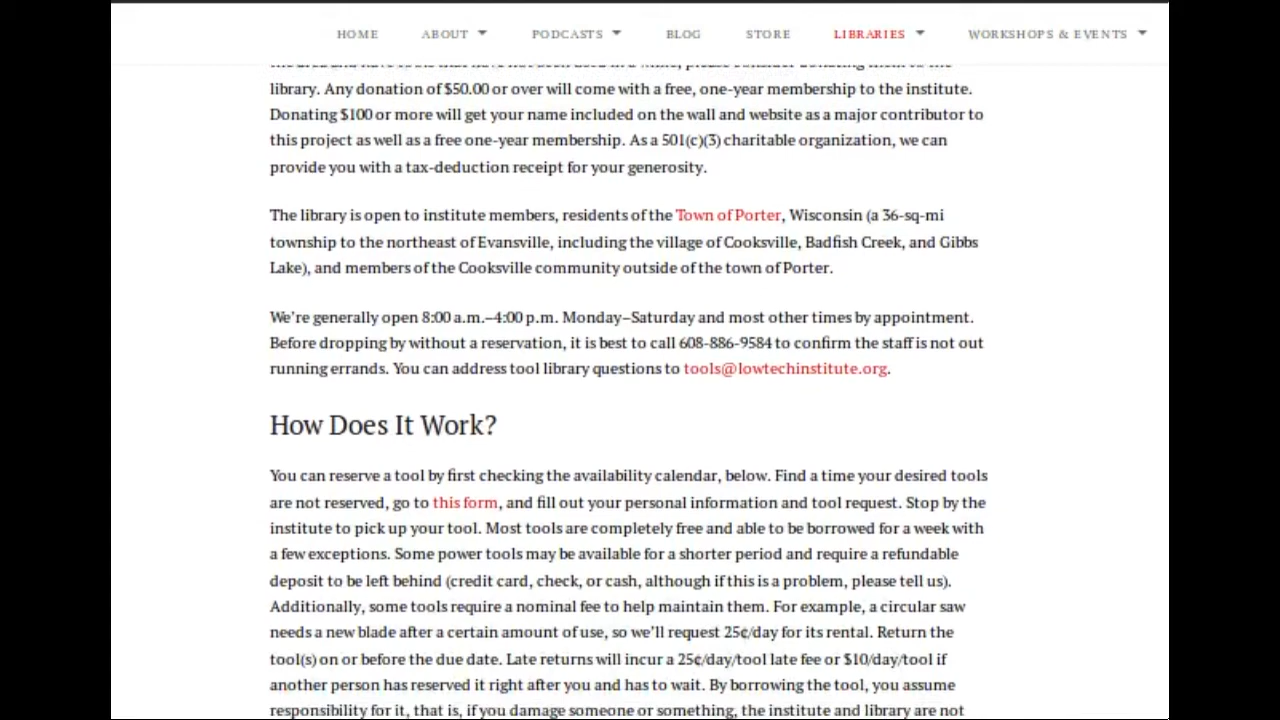 HOME ABOUT PODCASTS BLOG STORE LIBRARIES WORKSHOPS & EVENTS
library. Any donation of $50.00 or over will come with a free, one-year membership to the institute.
Donating $100 or more will get your name included on the wall and website as a major contributor to
this project as well as a free one-year membership. As a 501(c)(3) charitable organization, we can
provide you with a tax-deduction receipt for your generosity.
The library is open to institute members, residents of the Town of Porter, Wisconsin (a 36-sq-mi
township to the northeast of Evansville, including the village of Cooksville, Badfish Creek, and Gibbs
Lake), and members of the Cooksville community outside of the town of Porter.
We're generally open 8:00 a.m.–4:00 p.m. Monday–Saturday and most other times by appointment.
Before dropping by without a reservation, it is best to call 608-886-9584 to confirm the staff is not out
running errands. You can address tool library questions to tools@lowtechinstitute.org.
How Does It Work?
You can reserve a tool by first checking the availability calendar, below. Find a time your desired tools
are not reserved, go to this form, and fill out your personal information and tool request. Stop by the
institute to pick up your tool. Most tools are completely free and able to be borrowed for a week with
a few exceptions. Some power tools may be available for a shorter period and require a refundable
deposit to be left behind (credit card, check, or cash, although if this is a problem, please tell us).
Additionally, some tools require a nominal fee to help maintain them. For example, a circular saw
needs a new blade after a certain amount of use, so we'll request 25¢/day for its rental. Return the
tool(s) on or before the due date. Late returns will incur a 25¢/day/tool late fee or $10/day/tool if
another person has reserved it right after you and has to wait. By borrowing the tool, you assume
responsibility for it, that is, if you damage someone or something, the institute and library are not